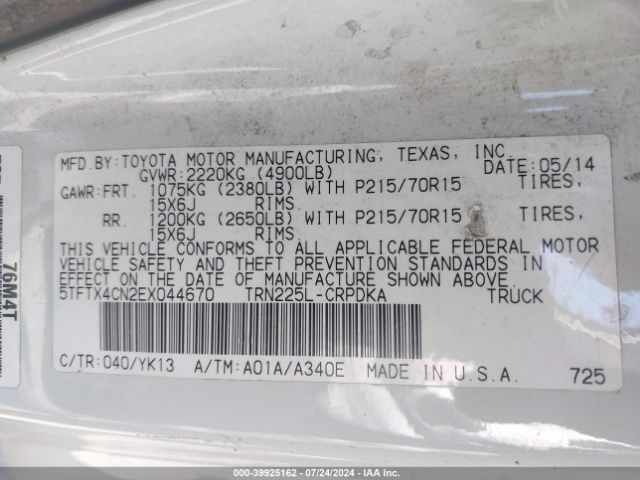 MFD.BY:TOYOTA MOTOR MANUFACTURING, TEXAS, INC.
GVWR:2220KG (4900LB) DATE:05/14
GAWR:FRT. 1075KG (2380LB) WITH P215/70R15 TIRES,
15X6J RIMS
RR. 1200KG (2650LB) WITH P215/70R15 TIRES,
15X6J RIMS
THIS VEHICLE CONFORMS TO ALL APPLICABLE FEDERAL MOTOR
VEHICLE SAFETY AND THEFT PREVENTION STANDARDS IN
EFFECT ON THE DATE OF MANUFACTURE SHOWN ABOVE.
5TFTX4CN2EX044670 TRN225L-CRPDKA TRUCK
C/TR:040/YK13 A/TM:A01A/A340E MADE IN U.S.A. 725
76M4T
000-39925162 - 07/24/2024 - IAA